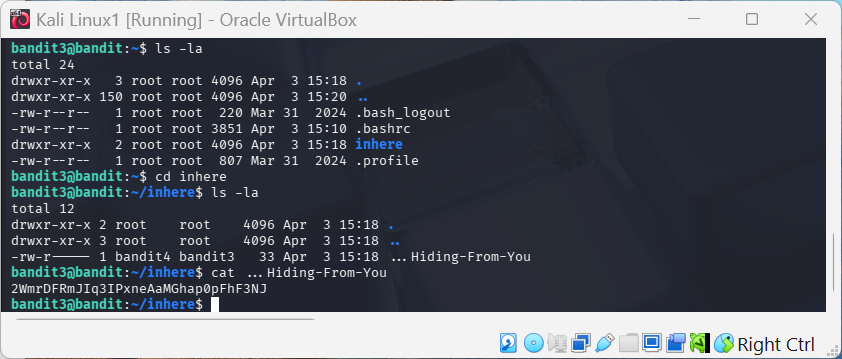 Kali Linux1 [Running] - Oracle VirtualBox
bandit3@bandit:~$ ls -la
total 24
drwxr-xr-x   3 root root 4096 Apr  3 15:18 .
drwxr-xr-x 150 root root 4096 Apr  3 15:20 ..
-rw-r--r--   1 root root  220 Mar 31  2024 .bash_logout
-rw-r--r--   1 root root 3851 Apr  3 15:10 .bashrc
drwxr-xr-x   2 root root 4096 Apr  3 15:18 inhere
-rw-r--r--   1 root root  807 Mar 31  2024 .profile
bandit3@bandit:~$ cd inhere
bandit3@bandit:~/inhere$ ls -la
total 12
drwxr-xr-x 2 root    root    4096 Apr  3 15:18 .
drwxr-xr-x 3 root    root    4096 Apr  3 15:18 ..
-rw-r----- 1 bandit4 bandit3   33 Apr  3 15:18 ...Hiding-From-You
bandit3@bandit:~/inhere$ cat ...Hiding-From-You
2WmrDFRmJIq3IPxneAaMGhap0pFhF3NJ
bandit3@bandit:~/inhere$
Right Ctrl